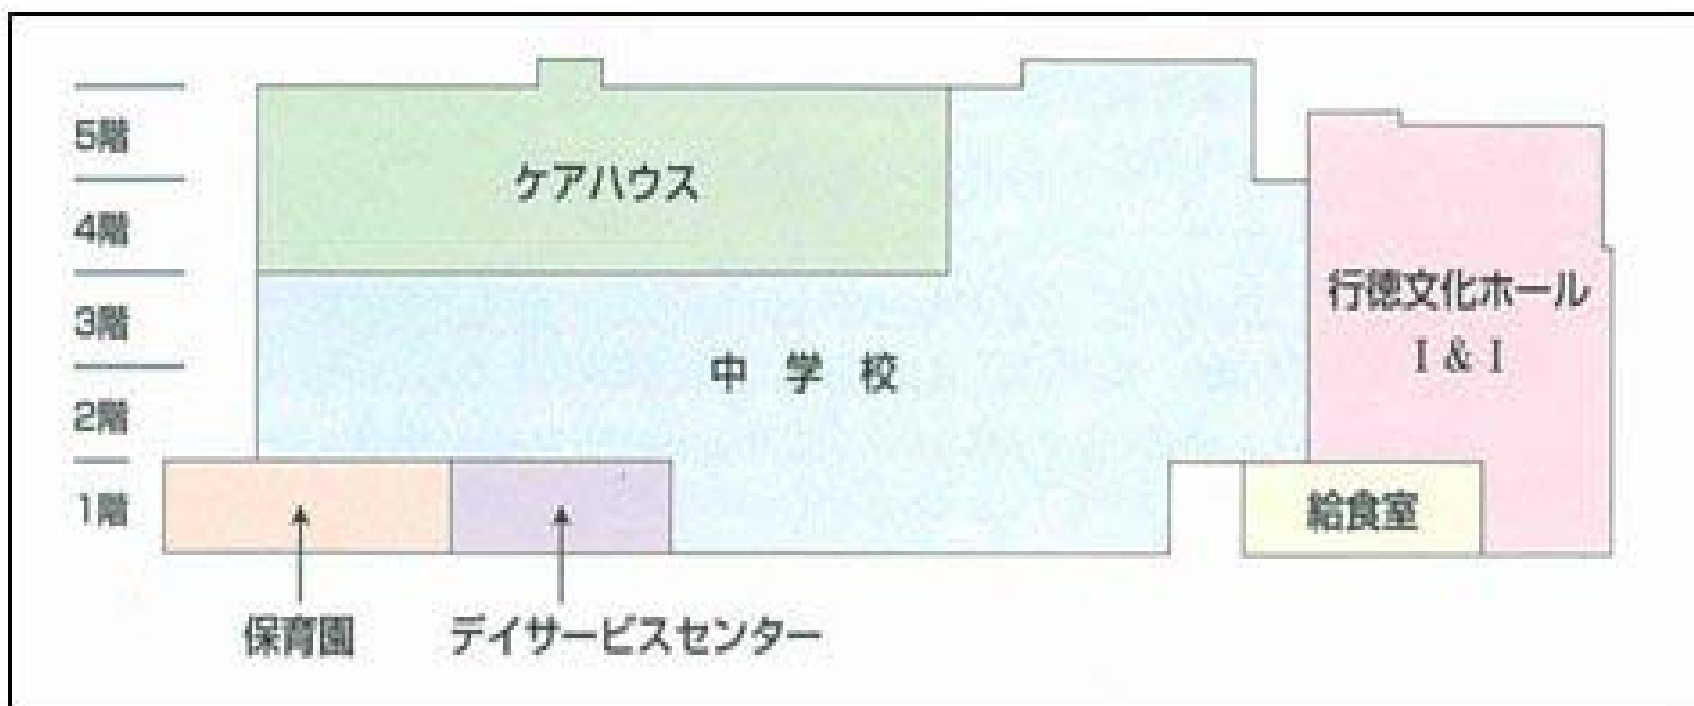 5階
4階
3階
2階
1階
ケアハウス
中学校
行徳文化ホール
I & I
給食室
保育園
デイサービスセンター